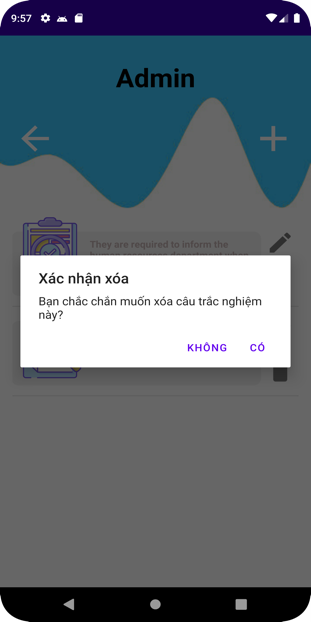 9:57
Admin
They are required to inform the
Xác nhận xóa
Bạn chắc chắn muốn xóa câu trắc nghiệm
này?
KHÔNG
CÓ